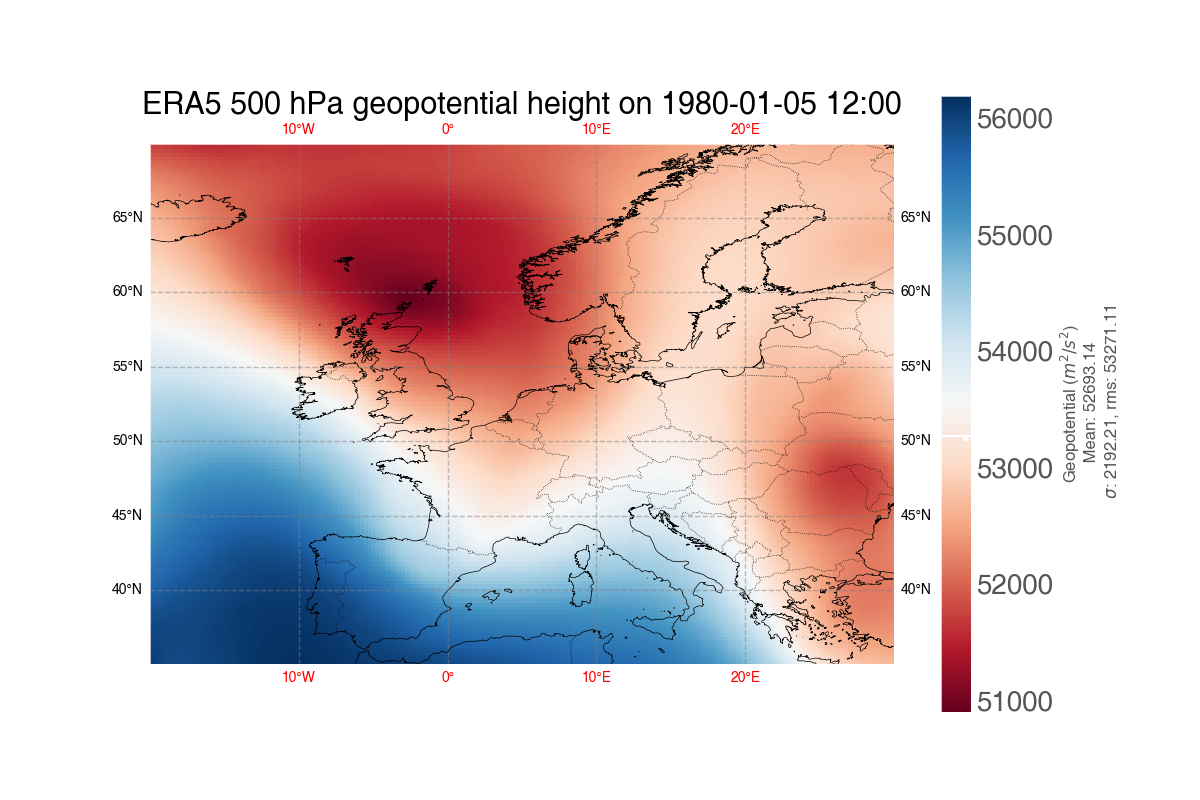 ERA5 500 hPa geopotential height on 1980-01-05 12:00
10°W 0° 10°E 20°E
65°N 65°N
60°N 60°N
55°N 55°N
50°N 50°N
45°N 45°N
40°N 40°N
10°W 0° 10°E 20°E
56000
55000
54000
53000
52000
51000
Geopotential (m²/s²)
Mean: 52693.14
σ: 2192.21, rms: 53271.11